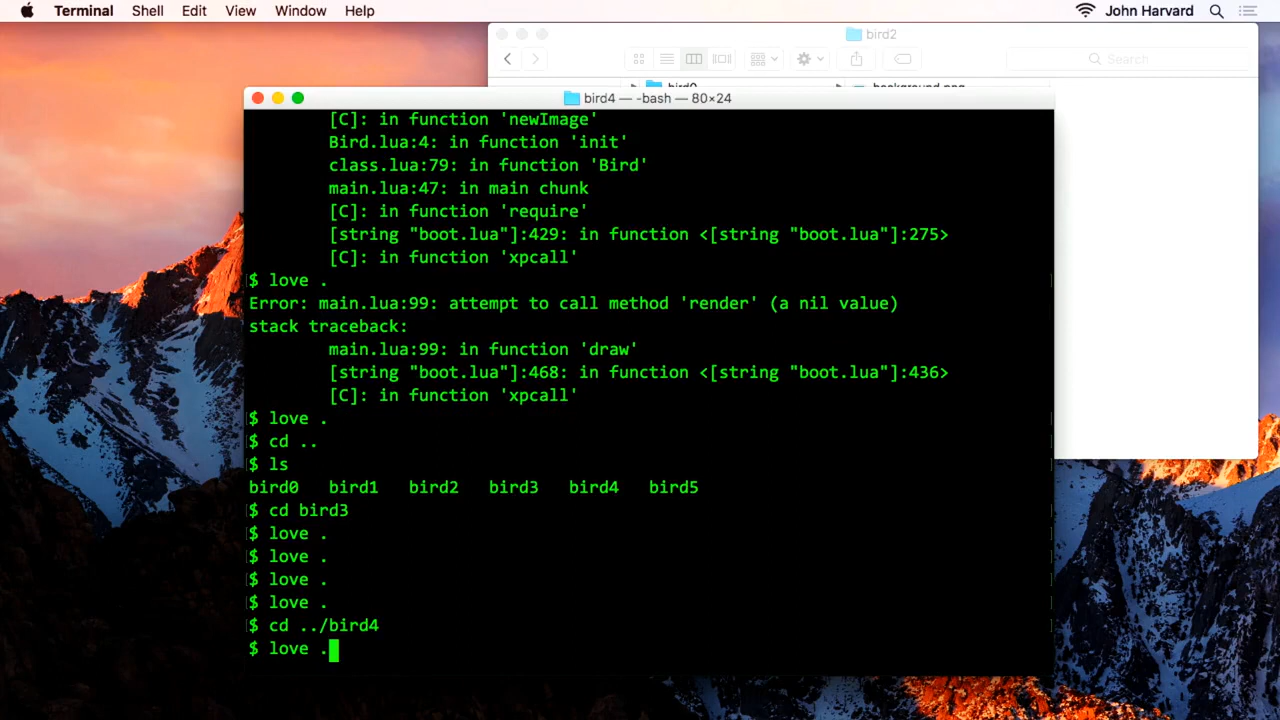 Terminal Shell Edit View Window Help John Harvard
bird2
Search
bird4 — -bash — 80×24
[C]: in function 'newImage'
Bird.lua:4: in function 'init'
class.lua:79: in function 'Bird'
main.lua:47: in main chunk
[C]: in function 'require'
[string "boot.lua"]:429: in function <[string "boot.lua"]:275>
[C]: in function 'xpcall'
$ love .
Error: main.lua:99: attempt to call method 'render' (a nil value)
stack traceback:
main.lua:99: in function 'draw'
[string "boot.lua"]:468: in function <[string "boot.lua"]:436>
[C]: in function 'xpcall'
$ love .
$ cd ..
$ ls
bird0 bird1 bird2 bird3 bird4 bird5
$ cd bird3
$ love .
$ love .
$ love .
$ love .
$ cd ../bird4
$ love .